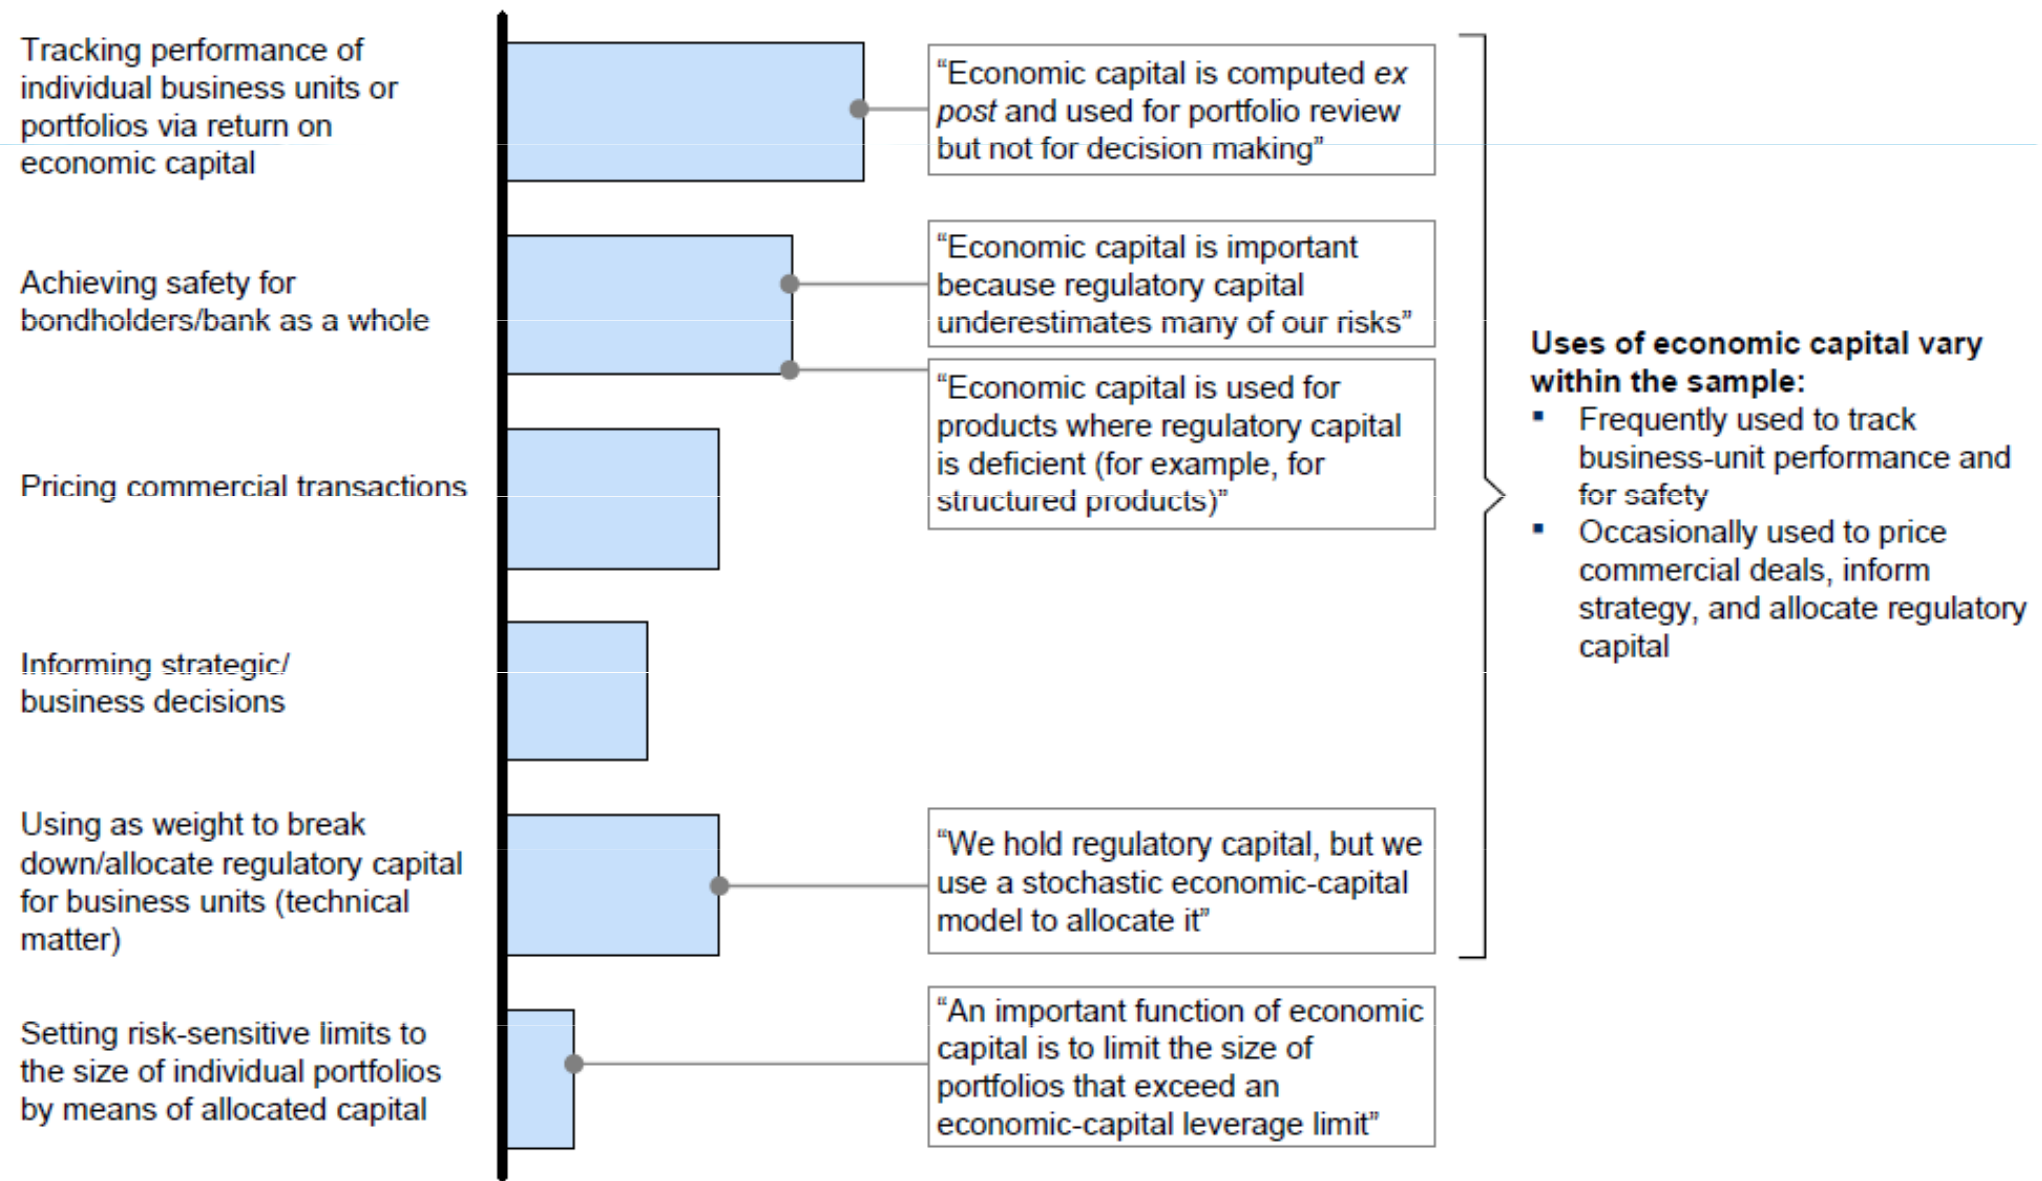 Tracking performance of
individual business units or
portfolios via return on
economic capital
“Economic capital is computed ex
post and used for portfolio review
but not for decision making”
Achieving safety for
bondholders/bank as a whole
“Economic capital is important
because regulatory capital
underestimates many of our risks”
“Economic capital is used for
products where regulatory capital
is deficient (for example, for
structured products)”
Pricing commercial transactions
Informing strategic/
business decisions
Using as weight to break
down/allocate regulatory capital
for business units (technical
matter)
“We hold regulatory capital, but we
use a stochastic economic-capital
model to allocate it”
Setting risk-sensitive limits to
the size of individual portfolios
by means of allocated capital
“An important function of economic
capital is to limit the size of
portfolios that exceed an
economic-capital leverage limit”
Uses of economic capital vary
within the sample:
▪ Frequently used to track
business-unit performance and
for safety
▪ Occasionally used to price
commercial deals, inform
strategy, and allocate regulatory
capital